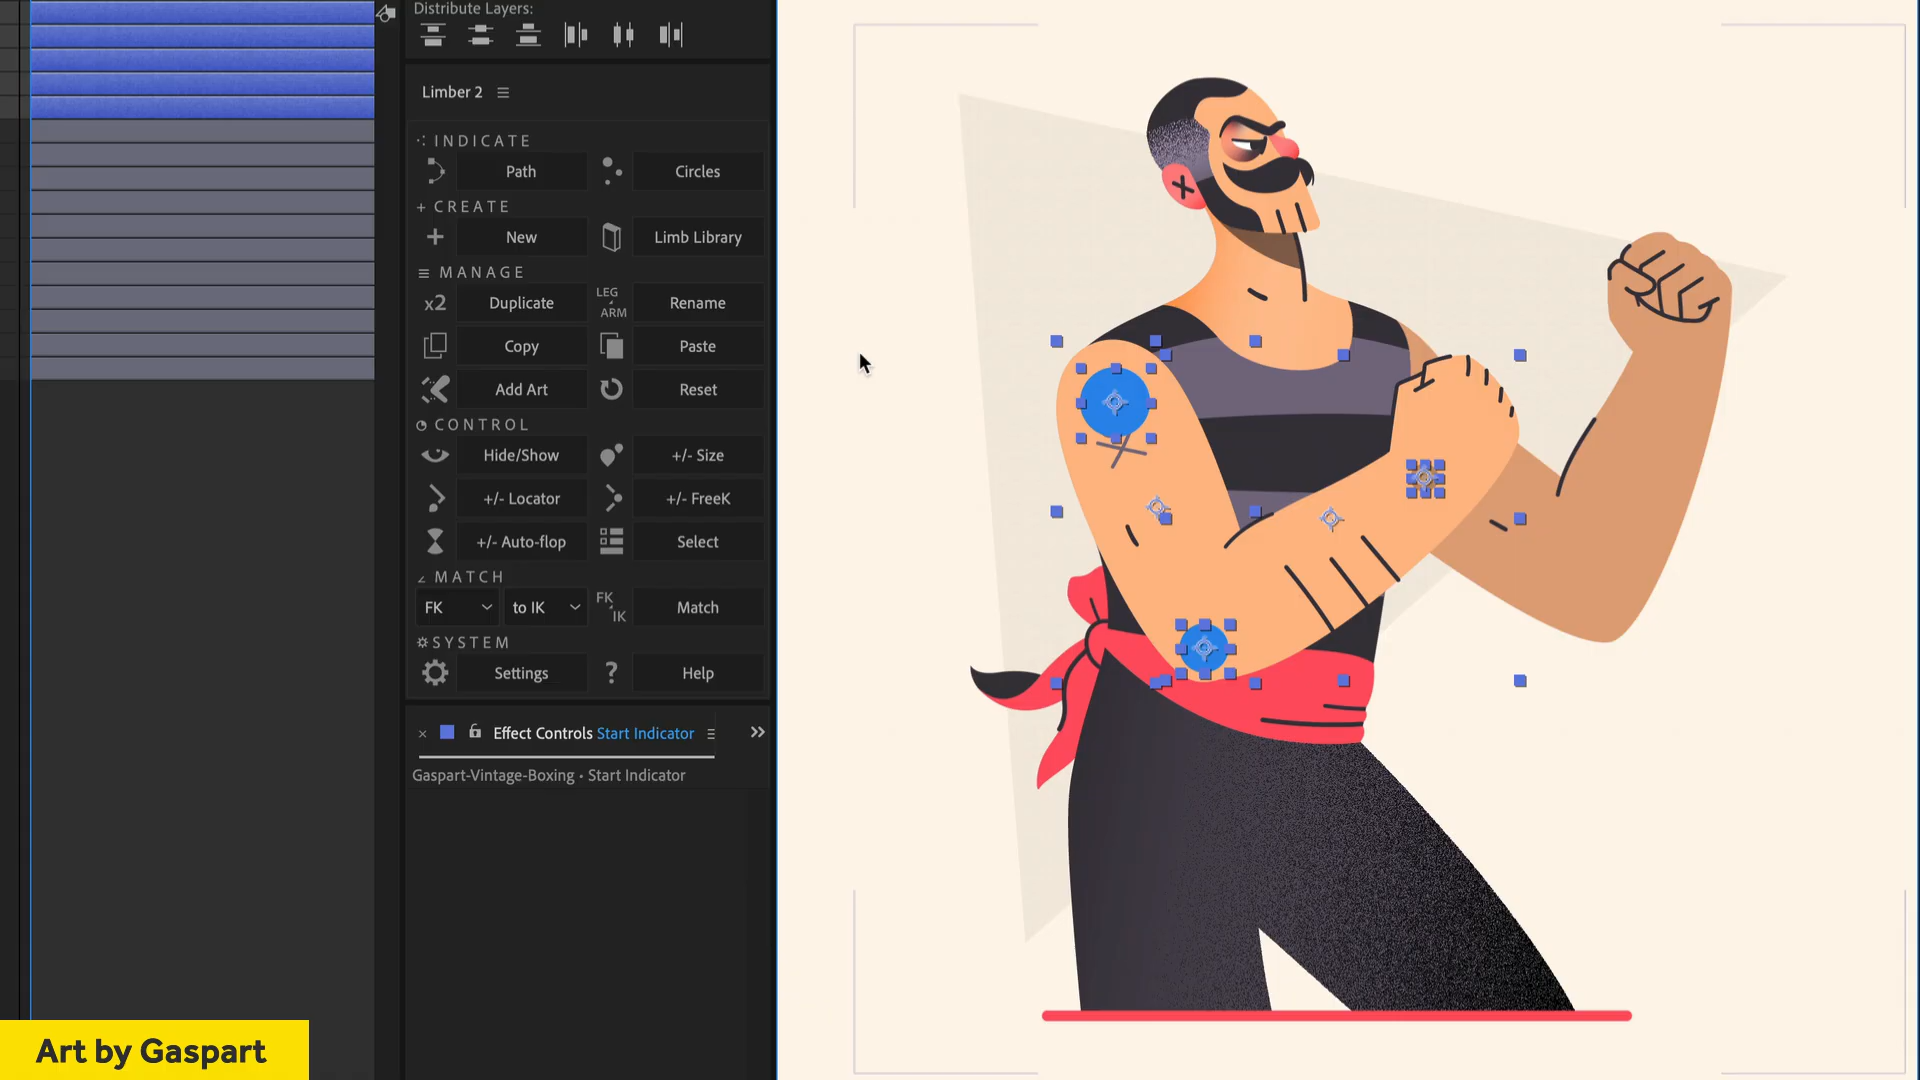 Distribute Layers:
Limber 2
INDICATE
Path
Circles
+ CREATE
New
Limb Library
MANAGE
x2
Duplicate
LEG
ARM
Rename
Copy
Paste
Add Art
Reset
CONTROL
Hide/Show
+/- Size
+/- Locator
+/- FreeK
+/- Auto-flop
Select
MATCH
FK
to IK
FK
IK
Match
SYSTEM
Settings
?
Help
× Effect Controls Start Indicator
Gaspart-Vintage-Boxing • Start Indicator
Art by Gaspart